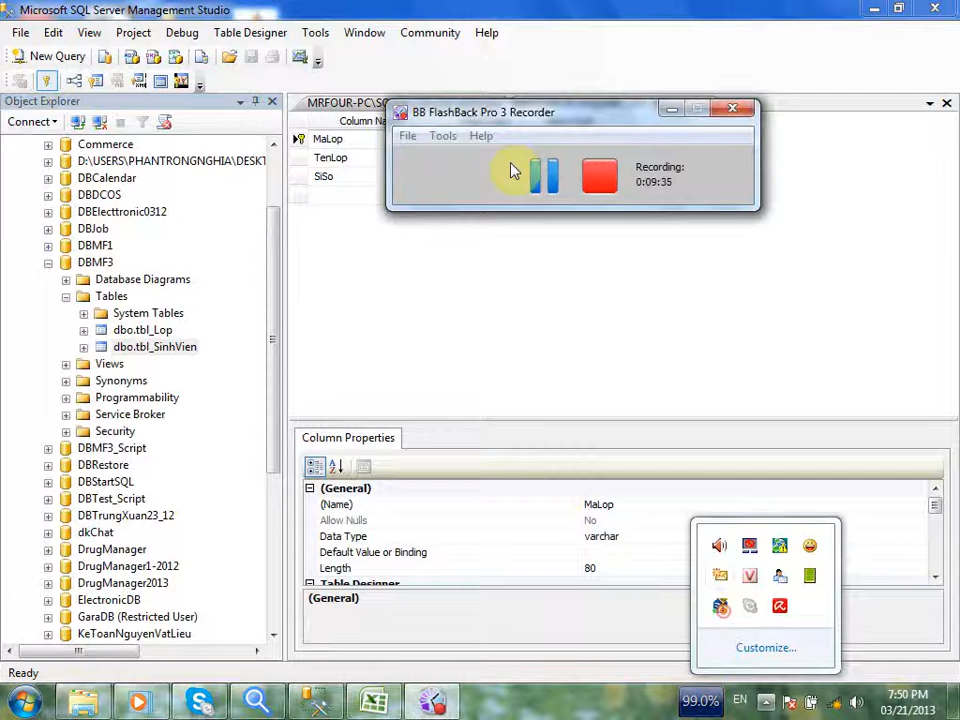 Microsoft SQL Server Management Studio
File Edit View Project Debug Table Designer Tools Window Community Help
New Query
Object Explorer
Connect
Commerce
D:\USERS\PHANTRONGNGHIA\DESKT
DBCalendar
DBDCOS
DBElecttronic0312
DBJob
DBMF1
DBMF3
Database Diagrams
Tables
System Tables
dbo.tbl_Lop
dbo.tbl_SinhVien
Views
Synonyms
Programmability
Service Broker
Security
DBMF3_Script
DBRestore
DBStartSQL
DBTest_Script
DBTrungXuan23_12
dkChat
DrugManager
DrugManager1-2012
DrugManager2013
ElectronicDB
GaraDB (Restricted User)
KeToanNguyenVatLieu
MRFOUR-PC\SQ
Column Na
MaLop
TenLop
SiSo
BB FlashBack Pro 3 Recorder
File Tools Help
Recording:
0:09:35
Column Properties
(General)
(Name) MaLop
Allow Nulls No
Data Type varchar
Default Value or Binding
Length 80
Table Designer
(General)
Customize...
Ready
99.0%
EN
7:50 PM
03/21/2013